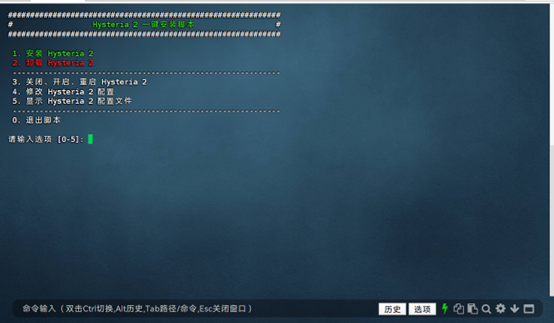 ############################################################
# Hysteria 2 一键安装脚本 #
############################################################
1. 安装 Hysteria 2
2. 卸载 Hysteria 2
------------------------------------------------------------
3. 关闭、开启、重启 Hysteria 2
4. 修改 Hysteria 2 配置
5. 显示 Hysteria 2 配置文件
------------------------------------------------------------
0. 退出脚本
请输入选项 [0-5]:
命令输入 (双击Ctrl切换,Alt历史,Tab路径/命令,Esc关闭窗口) 历史 选项